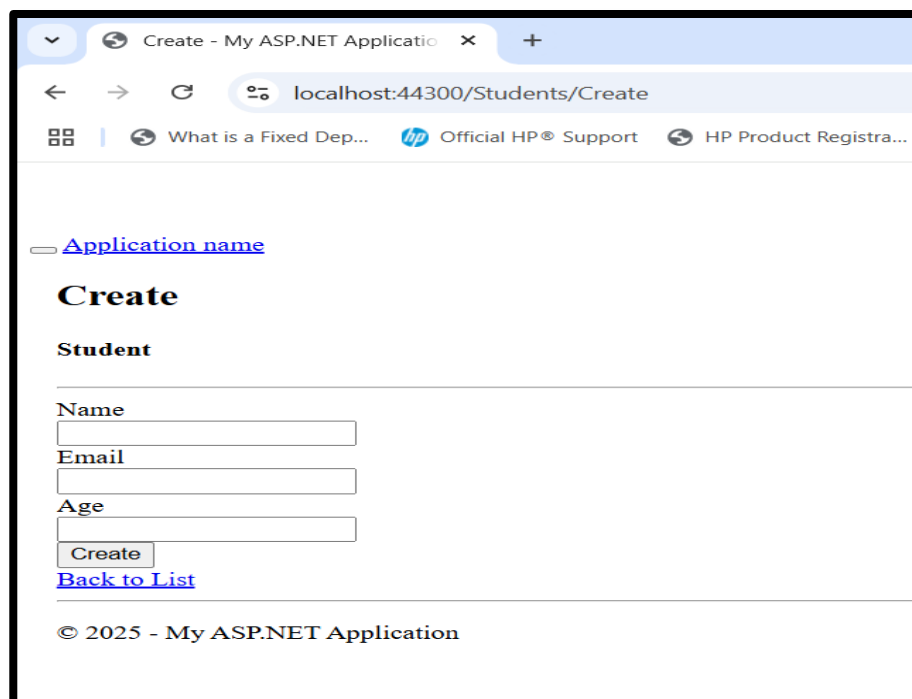 Create - My ASP.NET Applicatio
localhost:44300/Students/Create
What is a Fixed Dep... hp Official HP® Support HP Product Registra...
Application name
Create
Student
Name
Email
Age
Create
Back to List
© 2025 - My ASP.NET Application